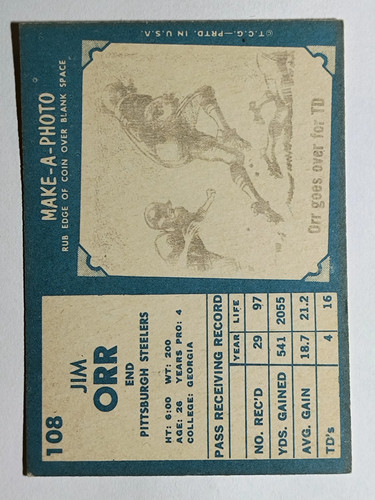 108
JIM
ORR
END
PITTSBURGH STEELERS
HT: 6:00 WT: 200
AGE: 26 YEARS PRO: 4
COLLEGE: GEORGIA
PASS RECEIVING RECORD
YEAR LIFE
NO. REC'D 29 97
YDS. GAINED 541 2055
AVG. GAIN 18.7 21.2
TD's 4 16
MAKE-A-PHOTO
RUB EDGE OF COIN OVER BLANK SPACE
Orr goes over for TD
©T.C.G.—PRTD. IN U.S.A.